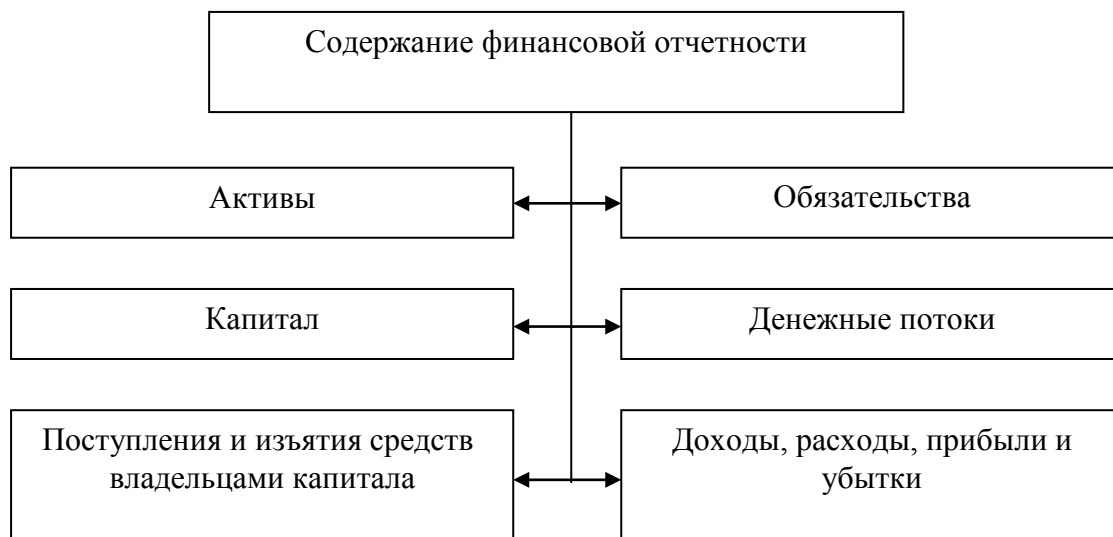 Содержание финансовой отчетности
Активы
Обязательства
Капитал
Денежные потоки
Поступления и изъятия средств
владельцами капитала
Доходы, расходы, прибыли и
убытки